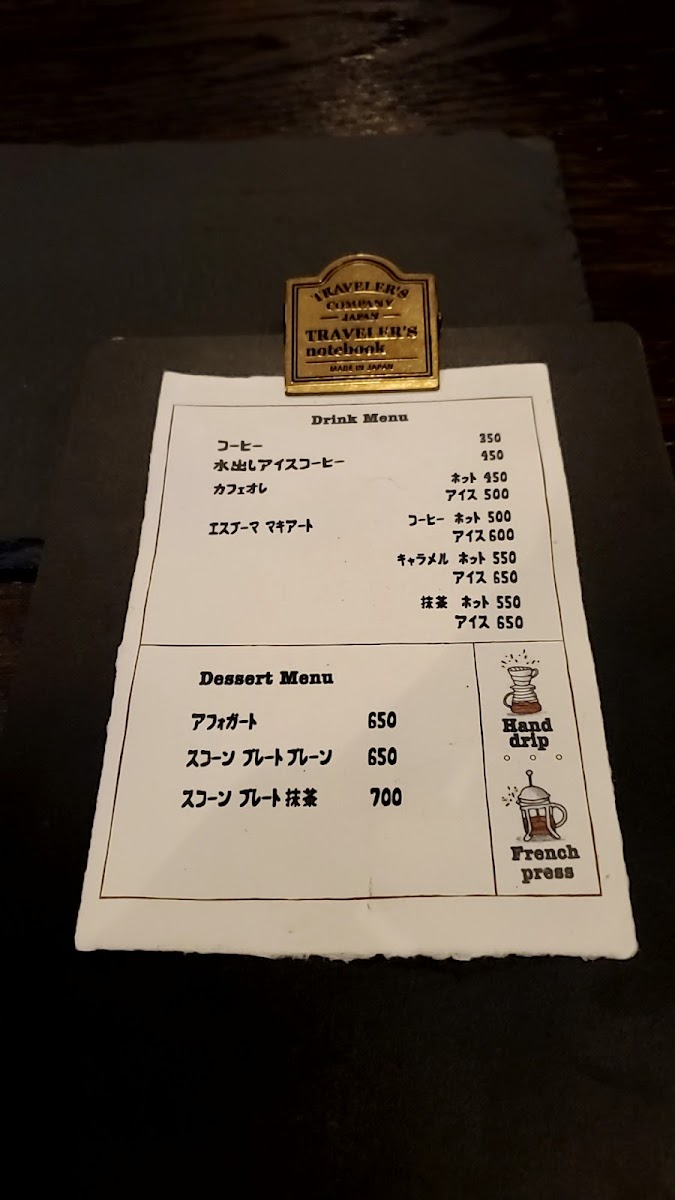 TRAVELER'S
COMPANY
JAPAN
TRAVELER'S
notebook
MADE IN JAPAN
Drink Menu
コーヒー 350
水出しアイスコーヒー 450
カフェオレ ホット 450
アイス 500
エスプーマ マキアート コーヒー ホット 500
アイス 600
キャラメル ホット 550
アイス 650
抹茶 ホット 550
アイス 650
Dessert Menu
アフォガート 650
スコーン プレート プレーン 650
スコーン プレート 抹茶 700
Hand
drip
French
press